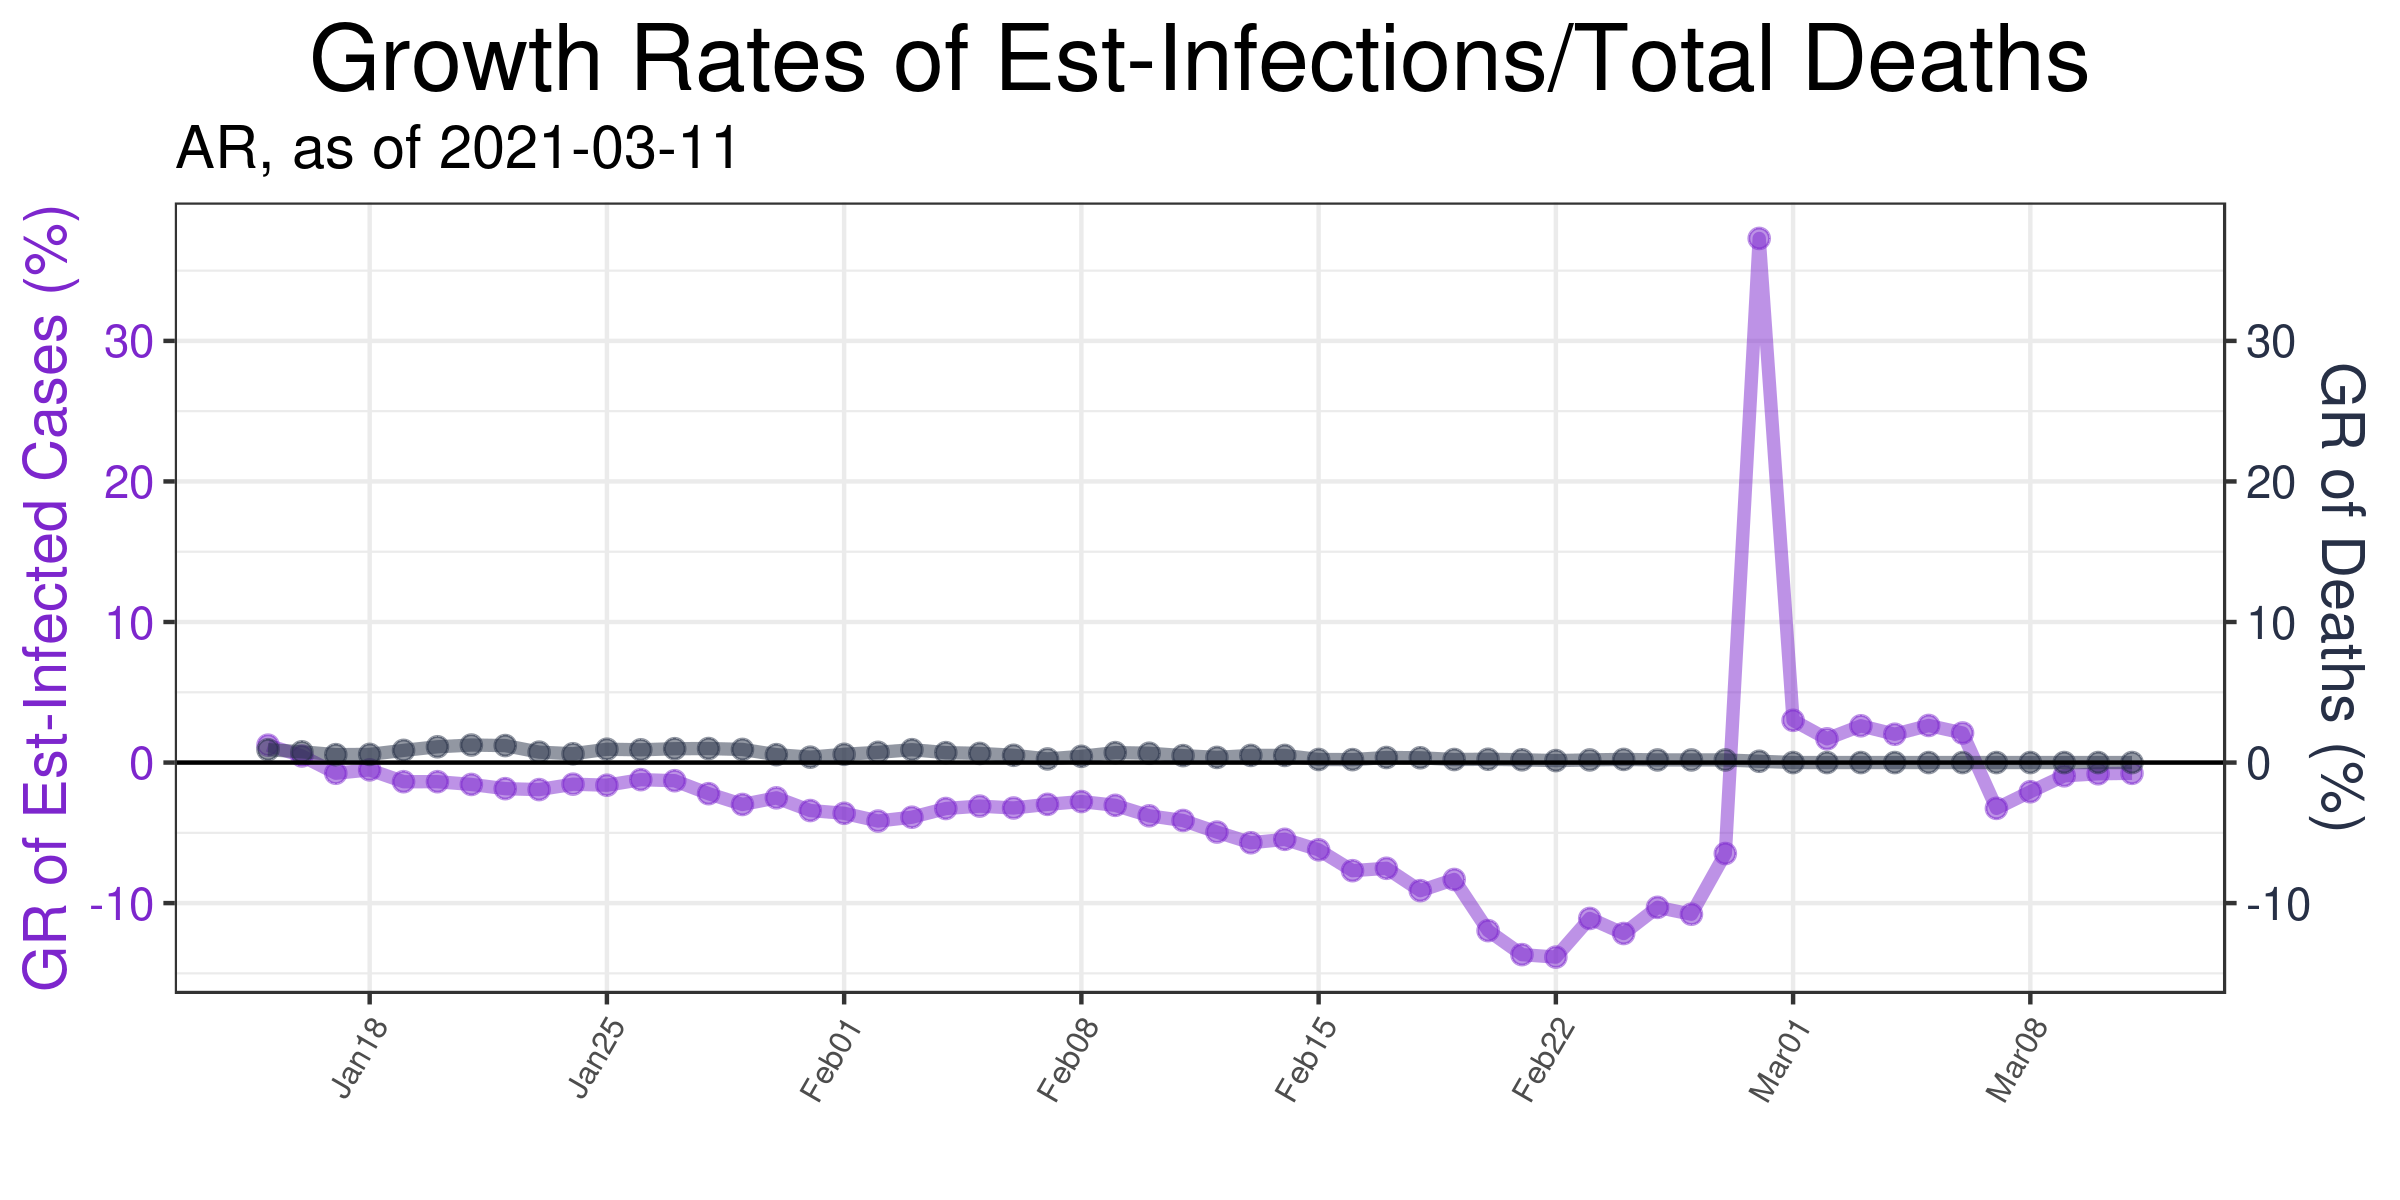 Growth Rates of Est-Infections/Total Deaths
AR, as of 2021-03-11
GR of Est-Infected Cases (%)
30
20
10
0
-10
30
20
10
0
-10
GR of Deaths (%)
Jan18
Jan25
Feb01
Feb08
Feb15
Feb22
Mar01
Mar08